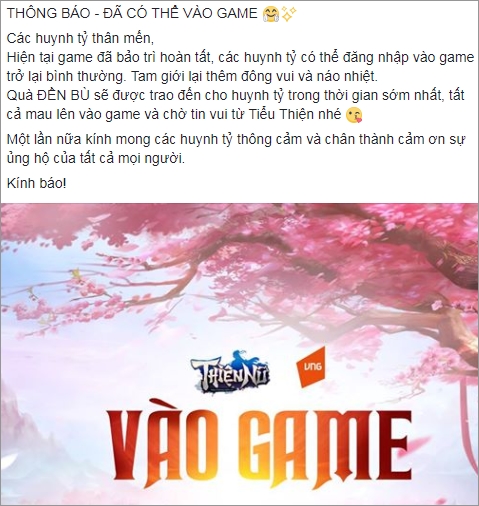 THÔNG BÁO - ĐÃ CÓ THỂ VÀO GAME 🤗✨
Các huynh tỷ thân mến,
Hiện tại game đã bảo trì hoàn tất, các huynh tỷ có thể đăng nhập vào game
trở lại bình thường. Tam giới lại thêm đông vui và náo nhiệt.
Quà ĐỀN BÙ sẽ được trao đến cho huynh tỷ trong thời gian sớm nhất, tất
cả mau lên vào game và chờ tin vui từ Tiểu Thiện nhé 😘
Một lần nữa kính mong các huynh tỷ thông cảm và chân thành cảm ơn sự
ủng hộ của tất cả mọi người.
Kính báo!
THIỆN NỮ
VNG
VÀO GAME